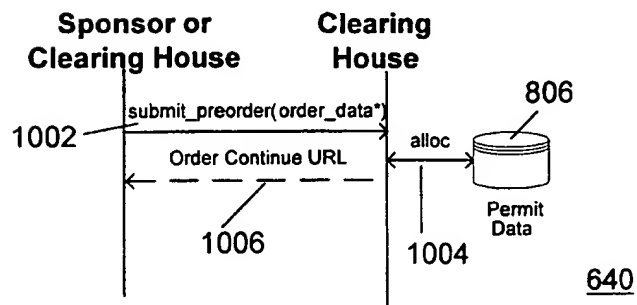 Sponsor or
Clearing House
Clearing
House
submit_preorder(order_data*)
1002
806
alloc
Order Continue URL
1006
1004
Permit
Data
640